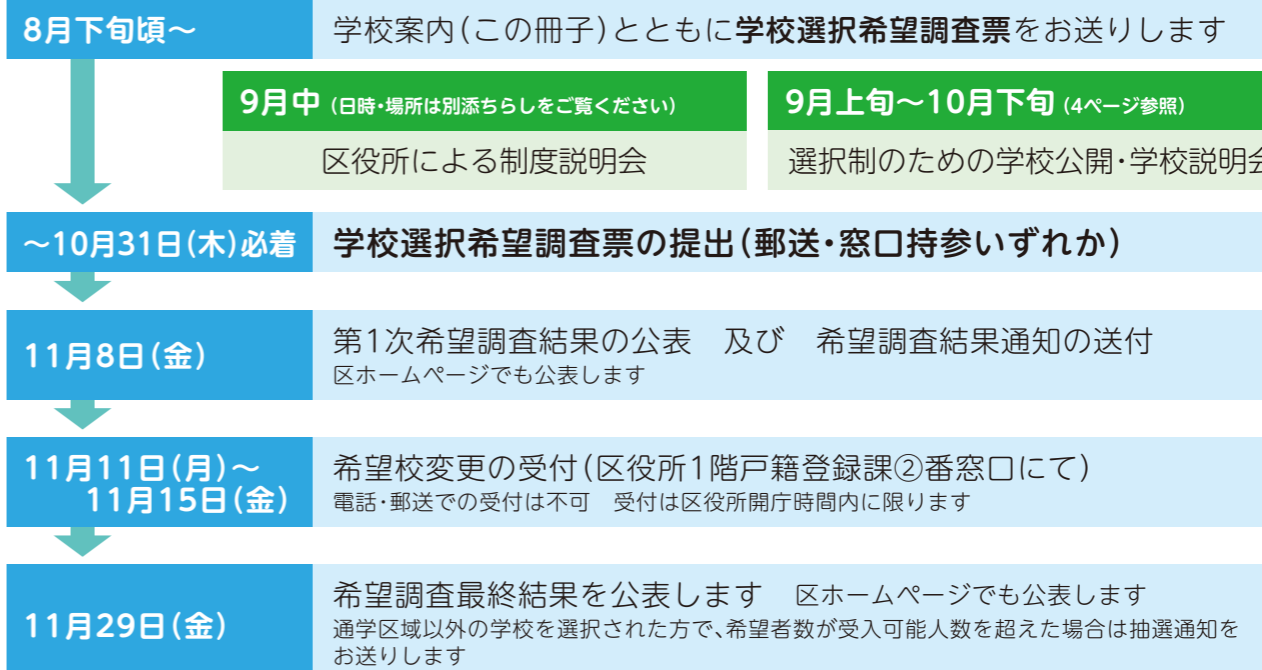 8月下旬頃~
学校案内(この冊子)とともに学校選択希望調査票をお送りします
9月中(日時・場所は別添ちらしをご覧ください)
区役所による制度説明会
9月上旬~10月下旬(4ページ参照)
選択制のための学校公開・学校説明会
~10月31日(木)必着
学校選択希望調査票の提出(郵送・窓口持参いずれか)
11月8日(金)
第1次希望調査結果の公表 及び 希望調査結果通知の送付
区ホームページでも公表します
11月11日(月)~
11月15日(金)
希望校変更の受付(区役所1階戸籍登録課②番窓口にて)
電話・郵送での受付は不可 受付は区役所開庁時間内に限ります
11月29日(金)
希望調査最終結果を公表します 区ホームページでも公表します
通学区域以外の学校を選択された方で、希望者数が受入可能人数を超えた場合は抽選通知を
お送りします